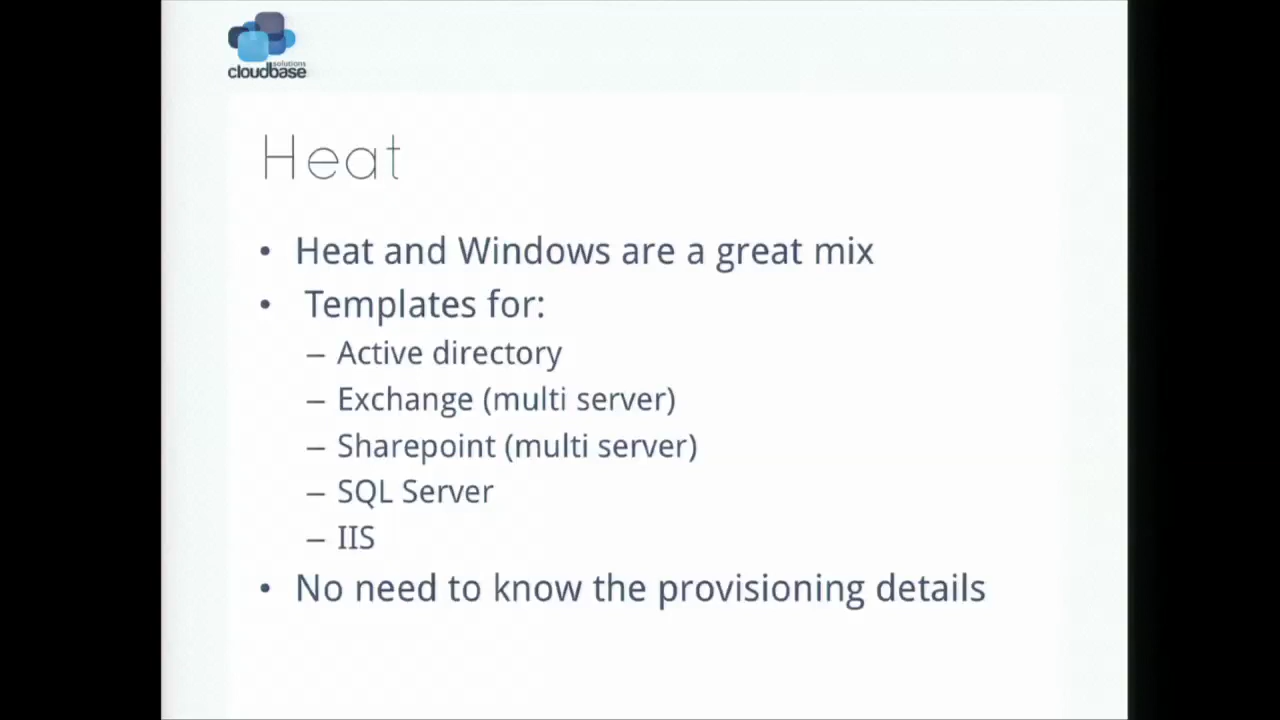 solutions
cloudbase
Heat
• Heat and Windows are a great mix
• Templates for:
– Active directory
– Exchange (multi server)
– Sharepoint (multi server)
– SQL Server
– IIS
• No need to know the provisioning details